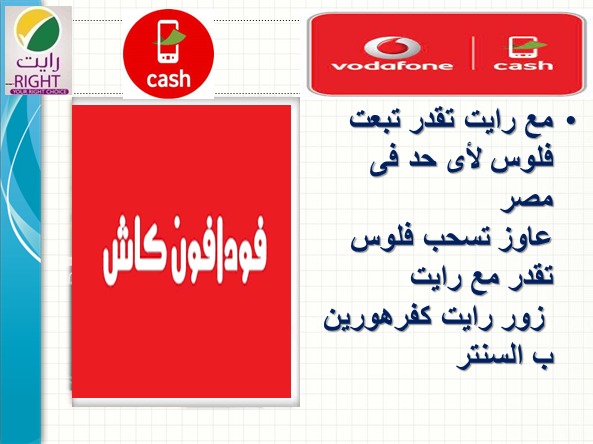 رايت
RIGHT
YOUR RIGHT CHOICE
cash
vodafone cash
• مع رايت تقدر تبعت
فلوس لأى حد فى
مصر
عاوز تسحب فلوس
تقدر مع رايت
زور رايت كفرهورين
ب السنتر
فودافون كاش